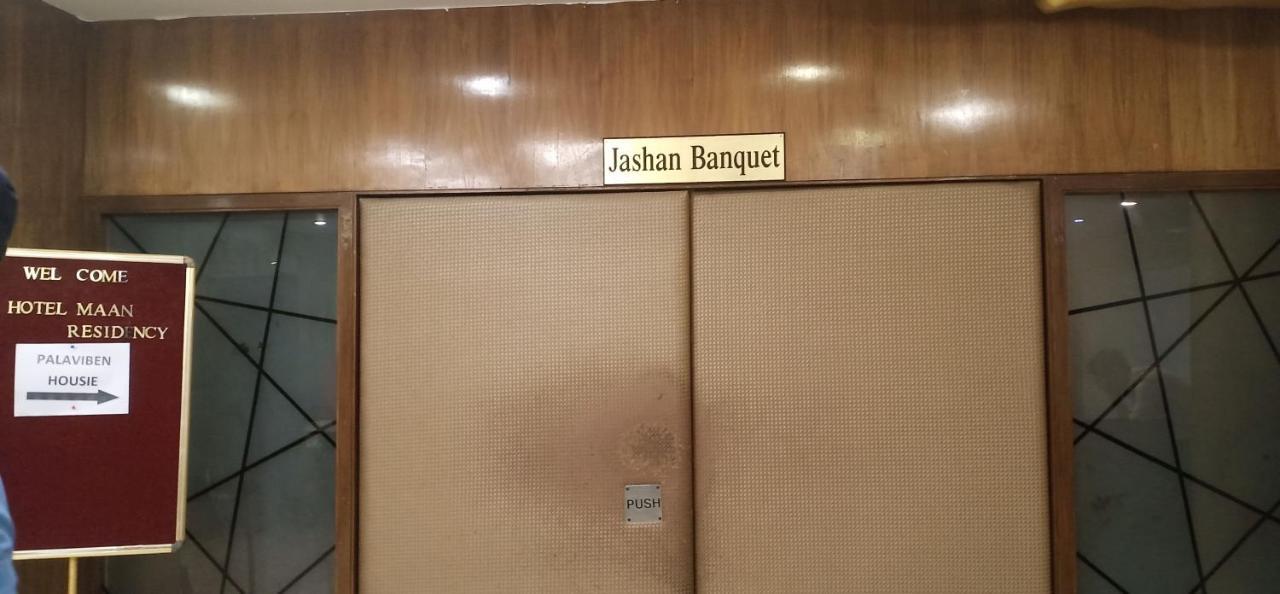 Jashan Banquet
WEL COME
HOTEL MAAN
RESIDENCY
PALAVIBEN
HOUSIE
PUSH